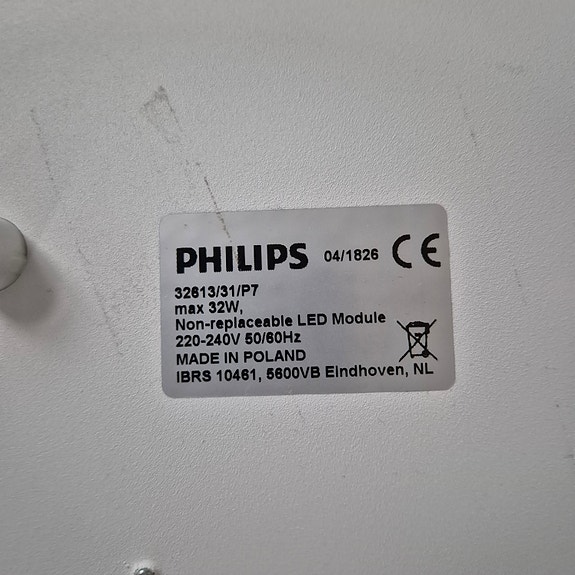 PHILIPS 04/1826 CE
32613/31/P7
max 32W,
Non-replaceable LED Module
220-240V 50/60Hz
MADE IN POLAND
IBRS 10461, 5600VB Eindhoven, NL